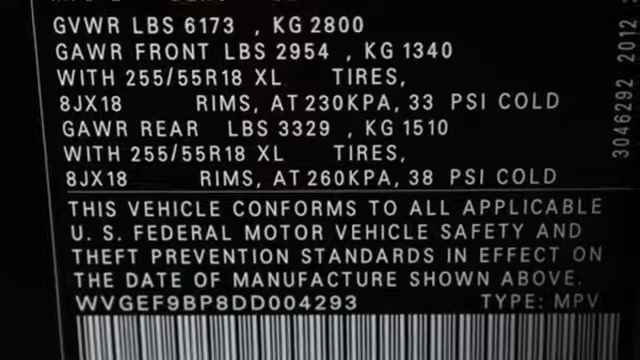 GVWR LBS 6173 , KG 2800
GAWR FRONT LBS 2954 , KG 1340
WITH 255/55R18 XL TIRES,
8JX18 RIMS, AT 230KPA, 33 PSI COLD
GAWR REAR LBS 3329 , KG 1510
WITH 255/55R18 XL TIRES,
8JX18 RIMS, AT 260KPA, 38 PSI COLD
THIS VEHICLE CONFORMS TO ALL APPLICABLE
U. S. FEDERAL MOTOR VEHICLE SAFETY AND
THEFT PREVENTION STANDARDS IN EFFECT ON
THE DATE OF MANUFACTURE SHOWN ABOVE.
WVGEF9BP8DD004293 TYPE: MPV
3046292 2012